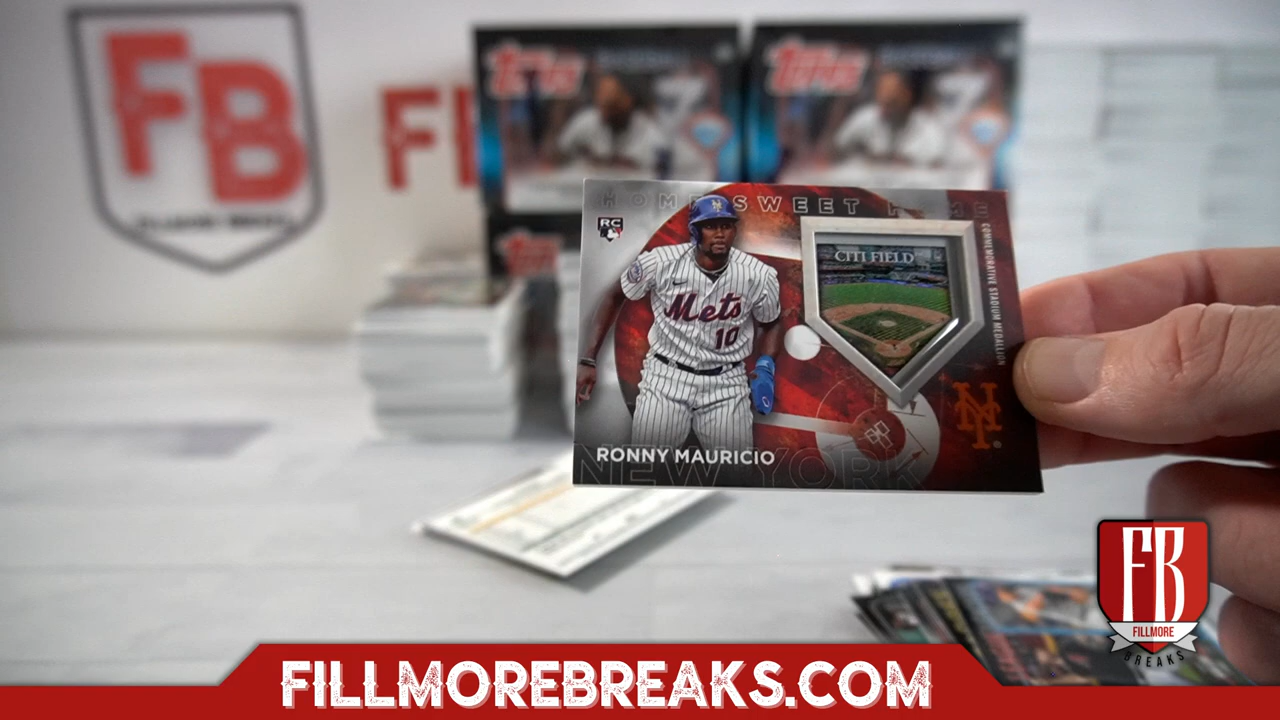 FB
FILLMORE BREAKS
Topps
Topps
HOME SWEET HOME
RC
COMMEMORATIVE STADIUM MEDALLION
CITI FIELD
Mets
10
NY
RONNY MAURICIO
NEW YORK
FB
FILLMORE
BREAKS
FILLMOREBREAKS.COM